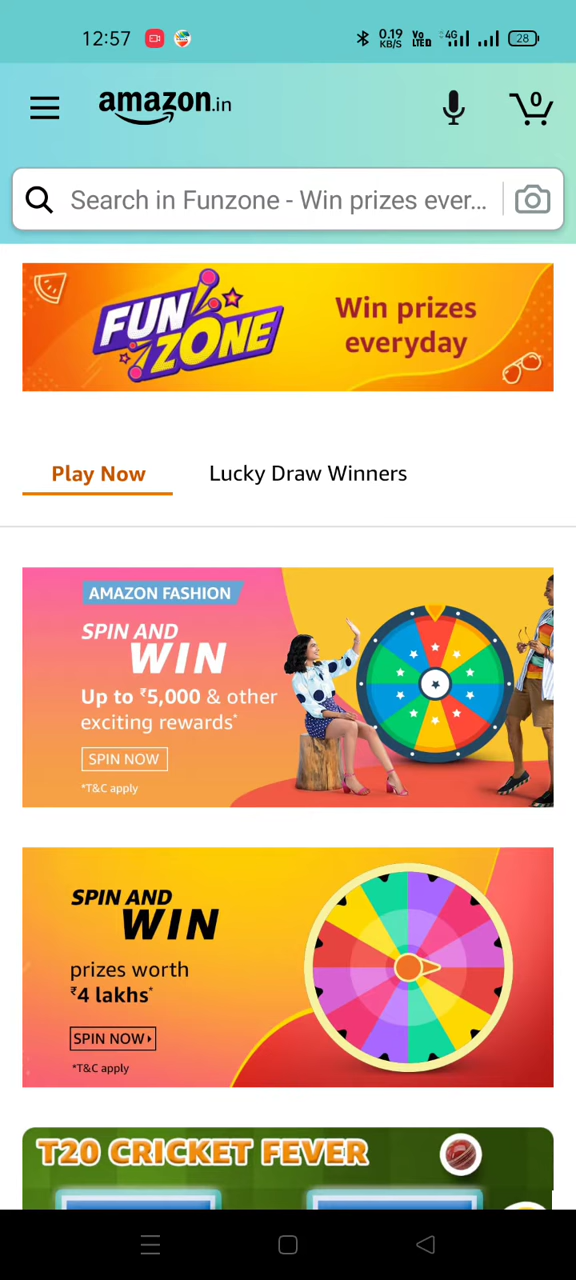 12:57
0.19
KB/S
Vo
LTED
4G
28
amazon.in
0
Search in Funzone - Win prizes ever...
FUN
ZONE
Win prizes
everyday
Play Now
Lucky Draw Winners
AMAZON FASHION
SPIN AND
WIN
Up to ₹5,000 & other
exciting rewards*
SPIN NOW
*T&C apply
SPIN AND
WIN
prizes worth
₹4 lakhs*
SPIN NOW
*T&C apply
T20 CRICKET FEVER